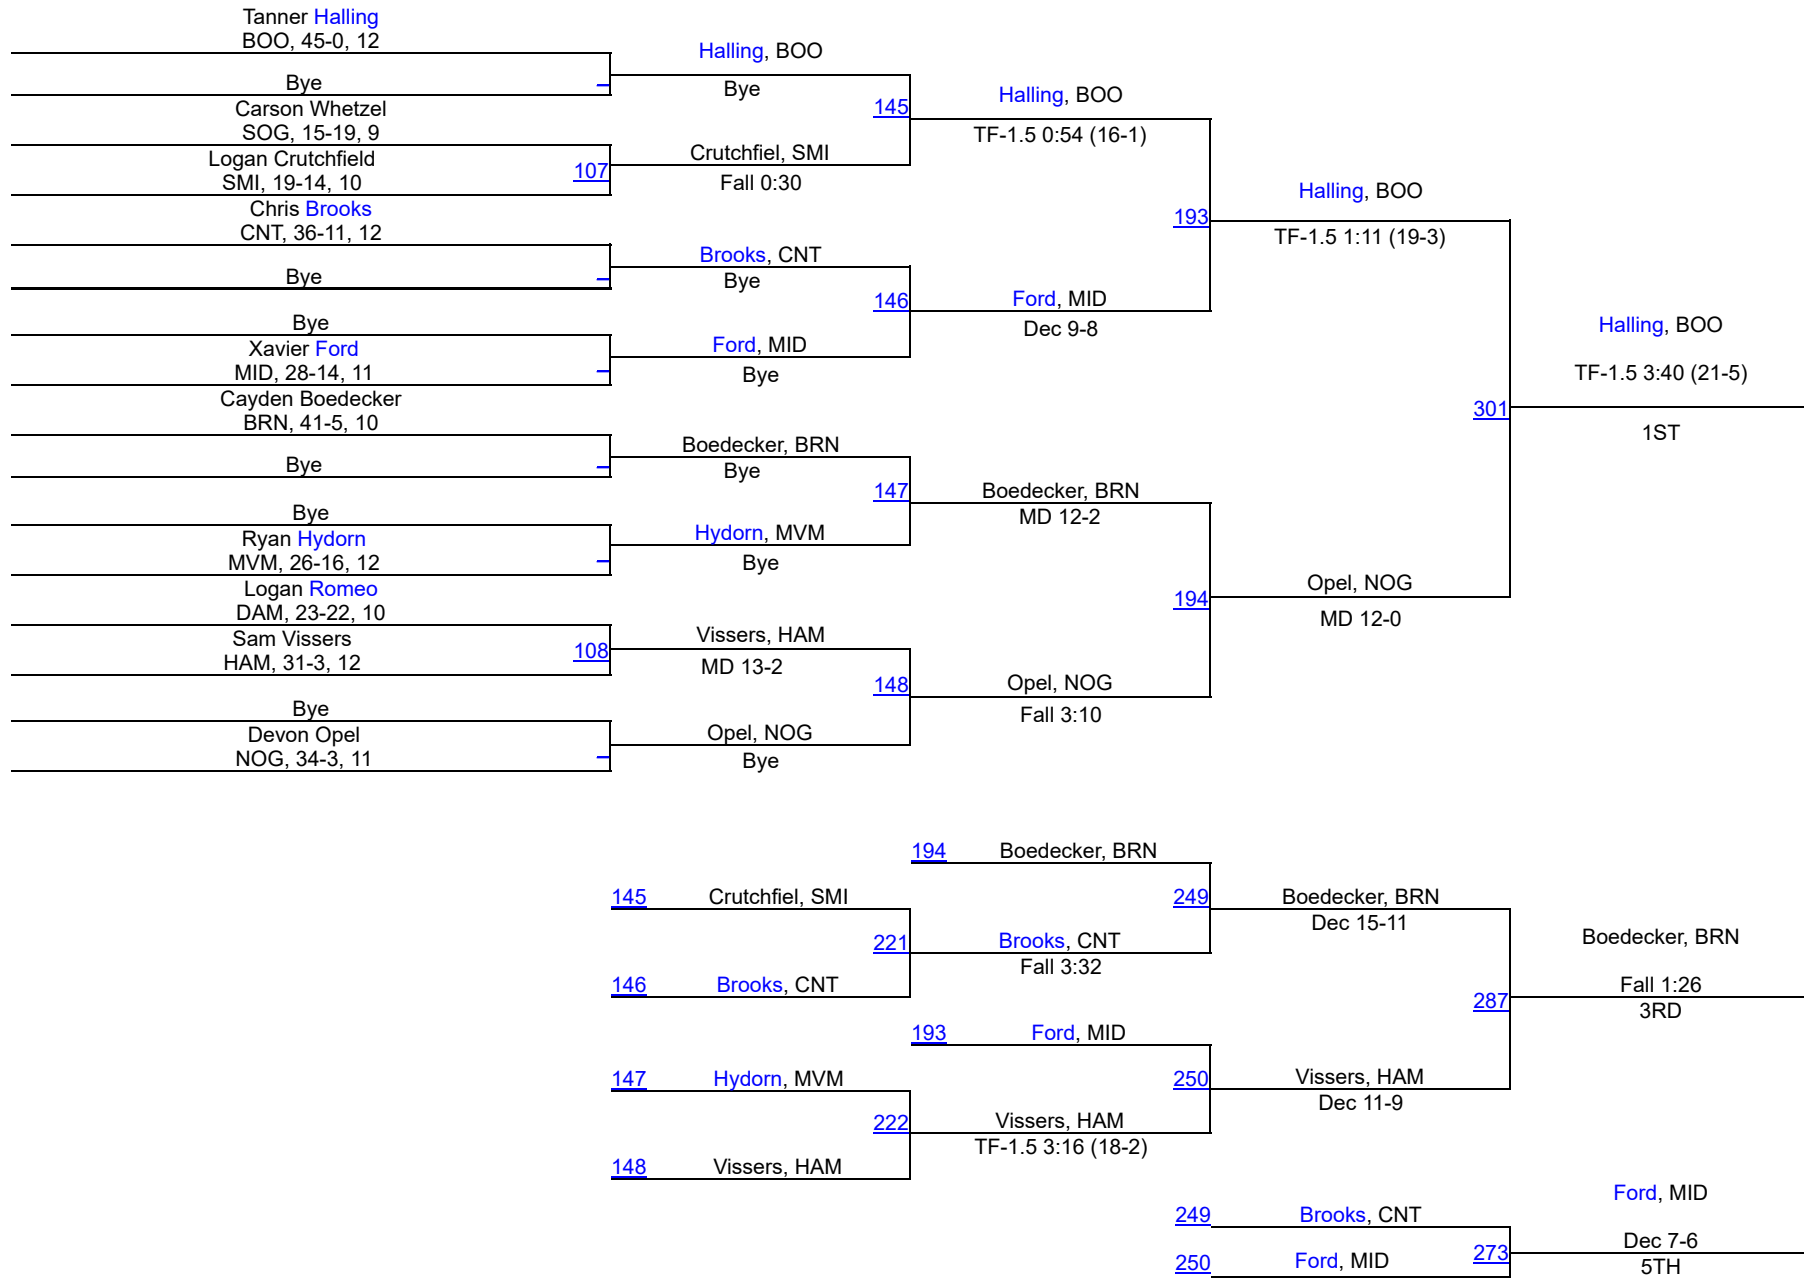 Tanner Halling
BOO, 45-0, 12
Bye
Carson Whetzel
SOG, 15-19, 9
Logan Crutchfield
SMI, 19-14, 10
107
Chris Brooks
CNT, 36-11, 12
Bye
Bye
Xavier Ford
MID, 28-14, 11
Cayden Boedecker
BRN, 41-5, 10
Bye
Bye
Ryan Hydorn
MVM, 26-16, 12
Logan Romeo
DAM, 23-22, 10
Sam Vissers
HAM, 31-3, 12
108
Bye
Devon Opel
NOG, 34-3, 11
Halling, BOO
Bye
145
Crutchfiel, SMI
Fall 0:30
Brooks, CNT
Bye
146
Ford, MID
Bye
Boedecker, BRN
Bye
147
Hydorn, MVM
Bye
Vissers, HAM
MD 13-2
148
Opel, NOG
Bye
Halling, BOO
TF-1.5 0:54 (16-1)
193
Ford, MID
Dec 9-8
Boedecker, BRN
MD 12-2
194
Opel, NOG
Fall 3:10
Halling, BOO
TF-1.5 1:11 (19-3)
301
Opel, NOG
MD 12-0
Halling, BOO
TF-1.5 3:40 (21-5)
1ST
194 Boedecker, BRN
145 Crutchfiel, SMI
221
146 Brooks, CNT
249
Brooks, CNT
Fall 3:32
Boedecker, BRN
Dec 15-11
193 Ford, MID
147 Hydorn, MVM
222
148 Vissers, HAM
250
Vissers, HAM
TF-1.5 3:16 (18-2)
Vissers, HAM
Dec 11-9
287
Boedecker, BRN
Fall 1:26
3RD
249 Brooks, CNT
250 Ford, MID
273
Ford, MID
Dec 7-6
5TH